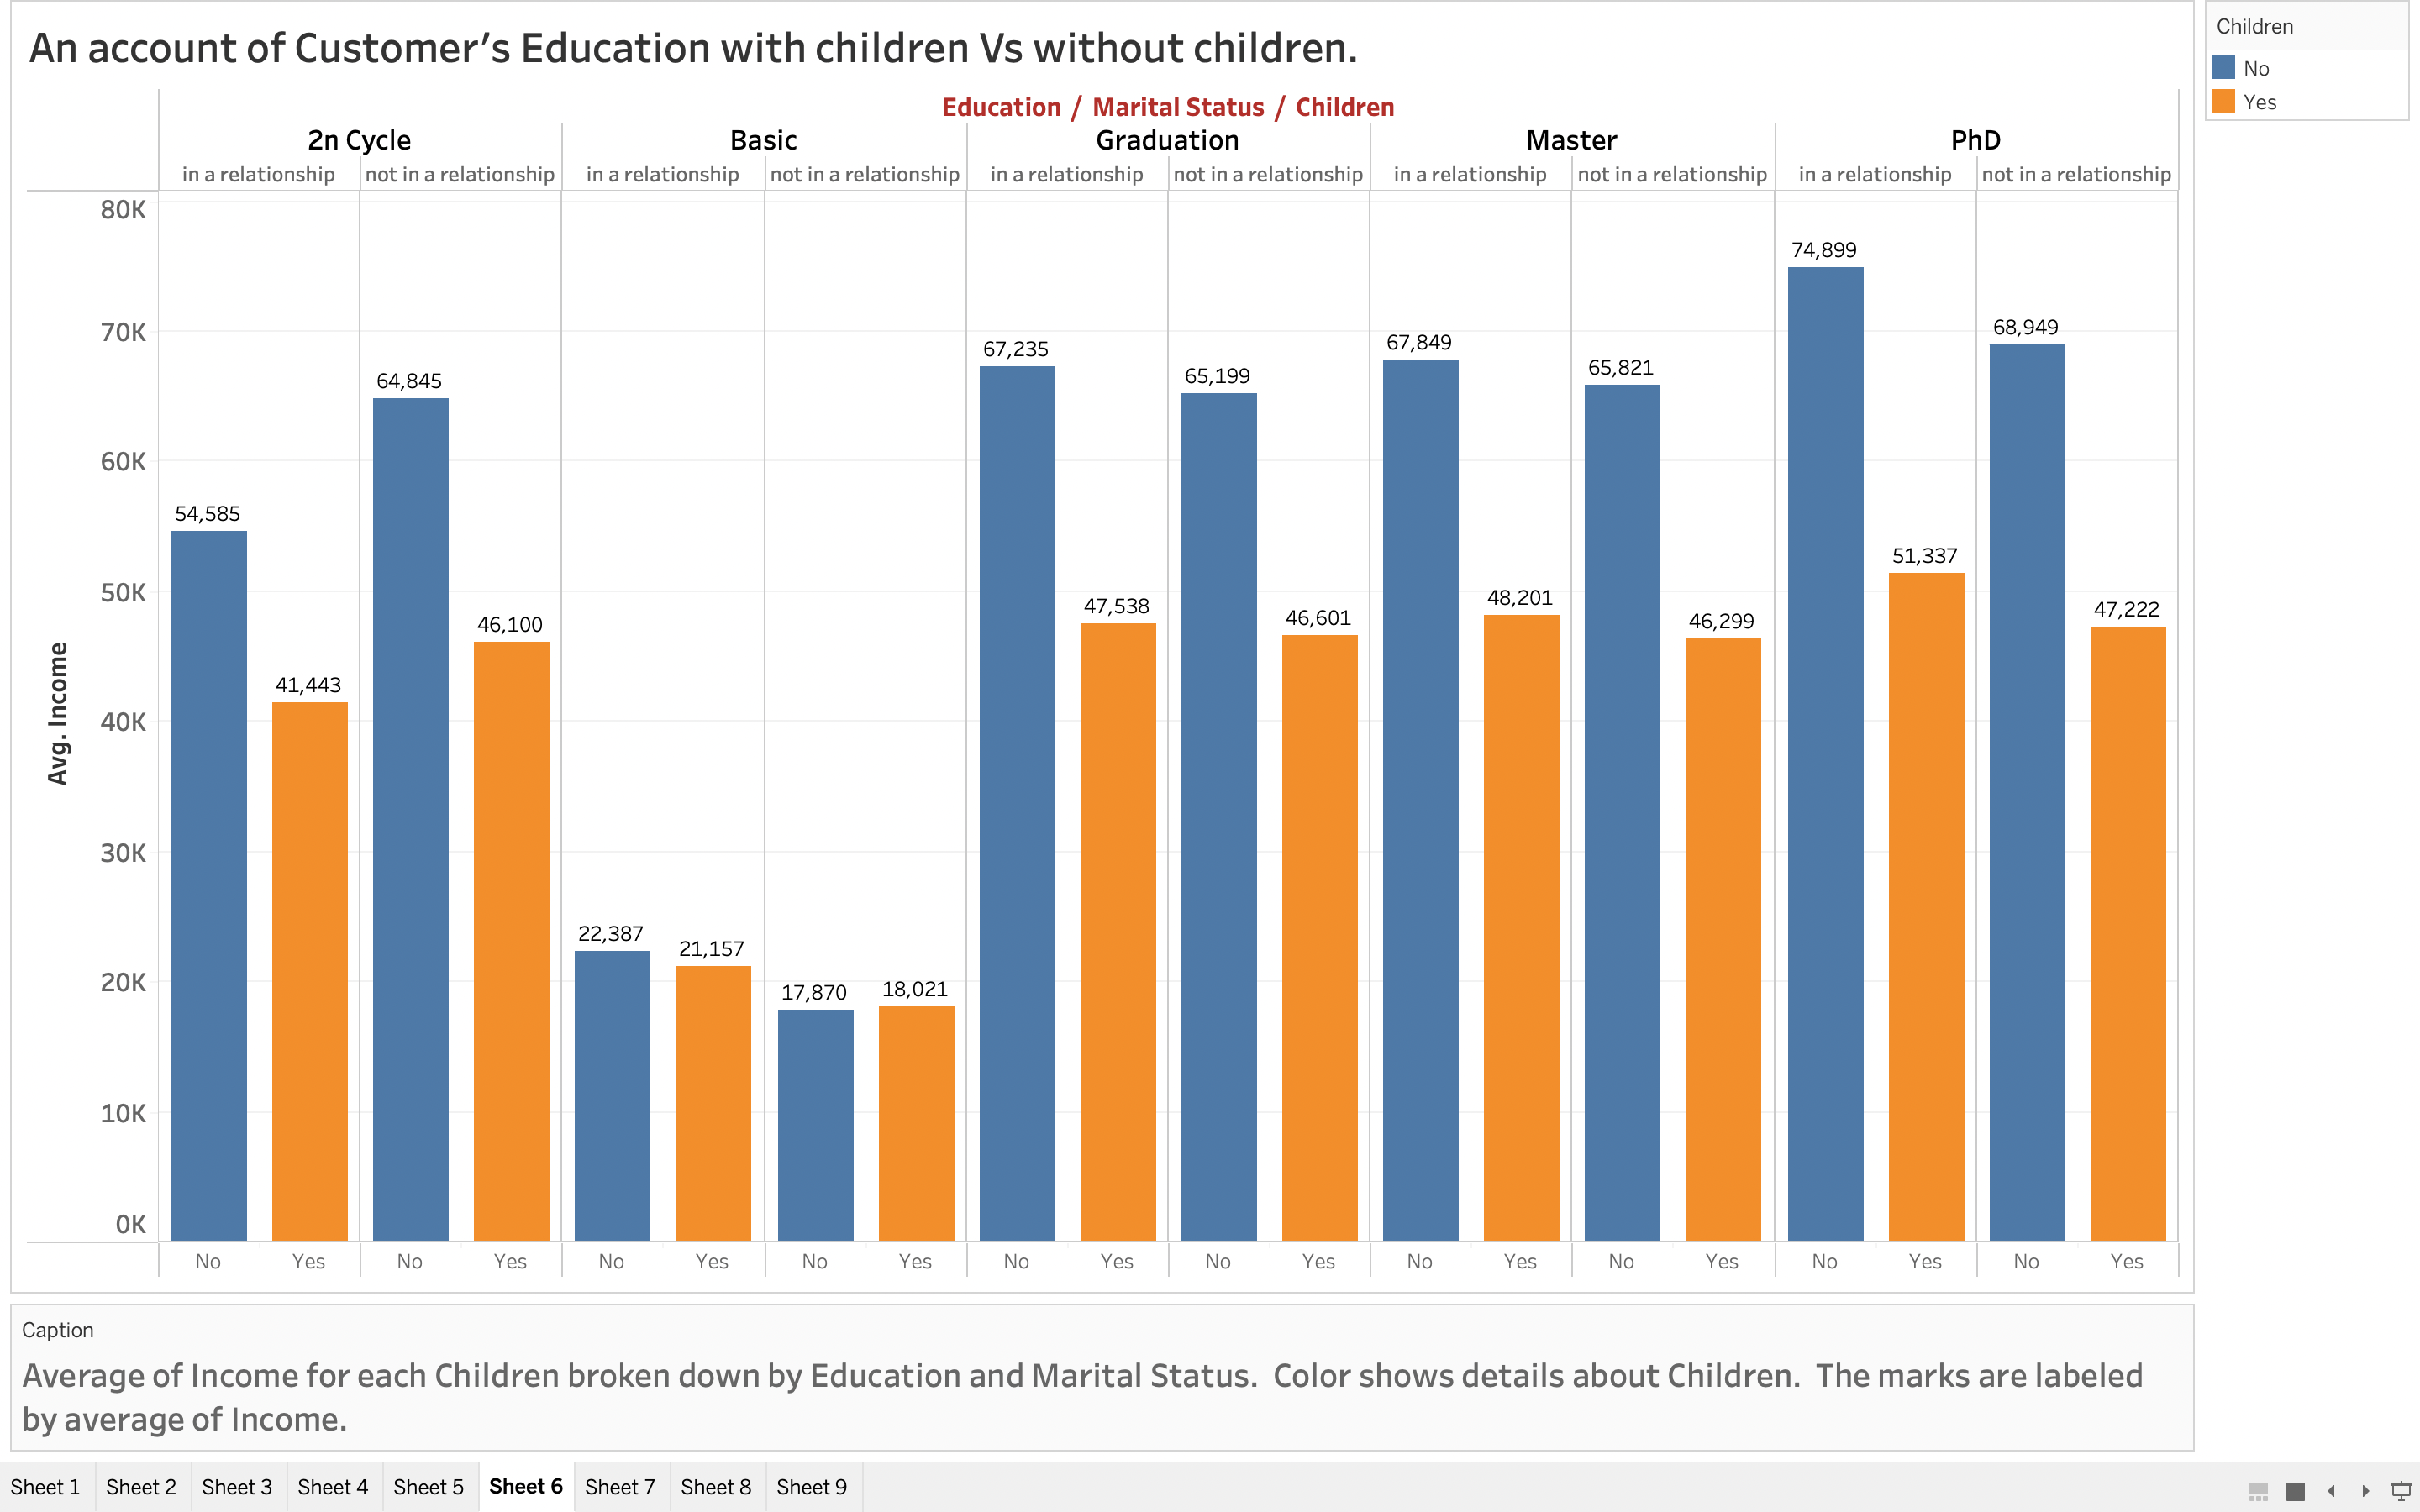 An account of Customer's Education with children Vs without children.
Children
No
Yes
Education / Marital Status / Children
2n Cycle Basic Graduation Master PhD
in a relationship not in a relationship in a relationship not in a relationship in a relationship not in a relationship in a relationship not in a relationship in a relationship not in a relationship
Avg. Income
80K
70K
60K
50K
40K
30K
20K
10K
0K
54,585 41,443 64,845 46,100 22,387 21,157 17,870 18,021 67,235 47,538 65,199 46,601 67,849 48,201 65,821 46,299 74,899 51,337 68,949 47,222
No Yes No Yes No Yes No Yes No Yes No Yes No Yes No Yes No Yes No Yes
Caption
Average of Income for each Children broken down by Education and Marital Status.  Color shows details about Children.  The marks are labeled
by average of Income.
Sheet 1 Sheet 2 Sheet 3 Sheet 4 Sheet 5 Sheet 6 Sheet 7 Sheet 8 Sheet 9